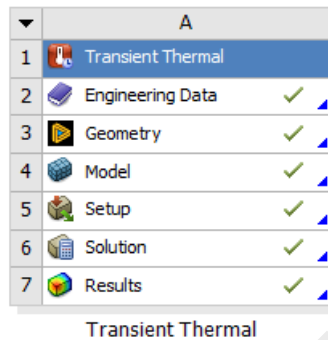 A
1 Transient Thermal
2 Engineering Data
3 Geometry
4 Model
5 Setup
6 Solution
7 Results
Transient Thermal